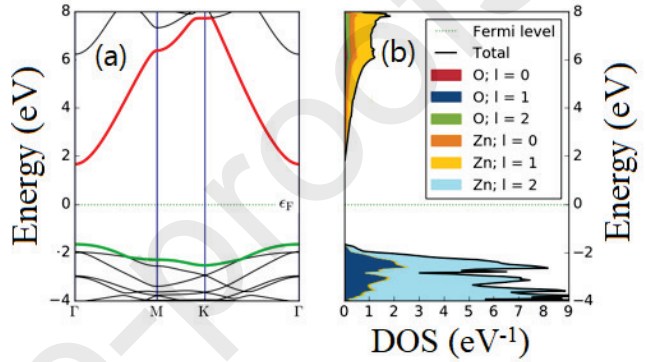 8
6
4
2
0
−2
−4
Energy (eV)
(a)
ϵF
Γ
M
K
Γ
(b)
Fermi level
Total
O; l = 0
O; l = 1
O; l = 2
Zn; l = 0
Zn; l = 1
Zn; l = 2
0 1 2 3 4 5 6 7 8 9
DOS (eV-1)
8
6
4
2
0
−2
−4
Energy (eV)
e-proofs